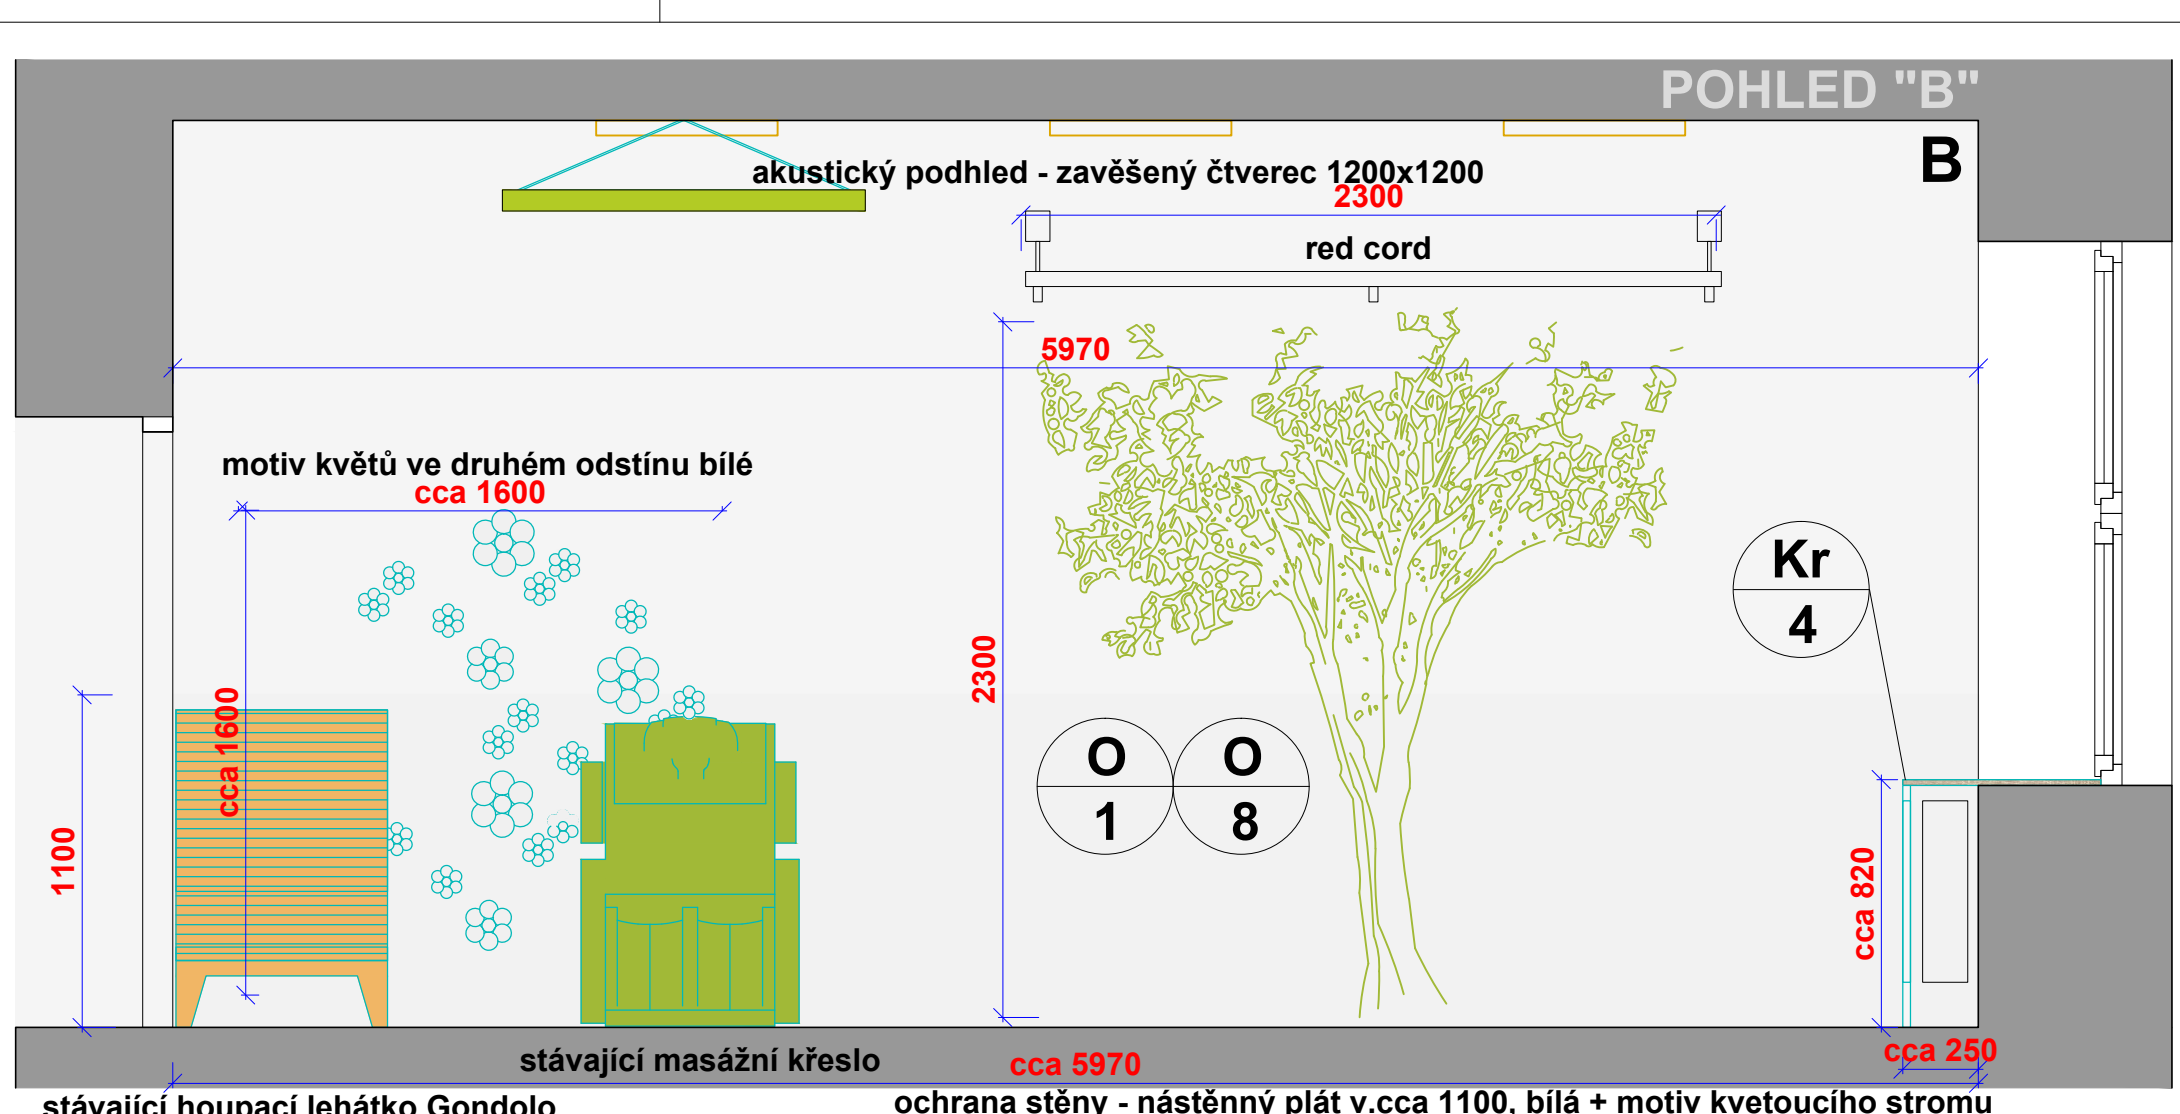 POHLED "B"
B
akustický podhled - zavěšený čtverec 1200x1200
2300
red cord
5970
motiv květů ve druhém odstínu bílé
cca 1600
Kr
4
2300
cca 1600
O
1
O
8
1100
cca 820
stávající masážní křeslo
cca 5970
cca 250
stávající houpací lehátko Gondolo
ochrana stěny - nástěnný plát v.cca 1100, bílá + motiv kvetoucího stromu